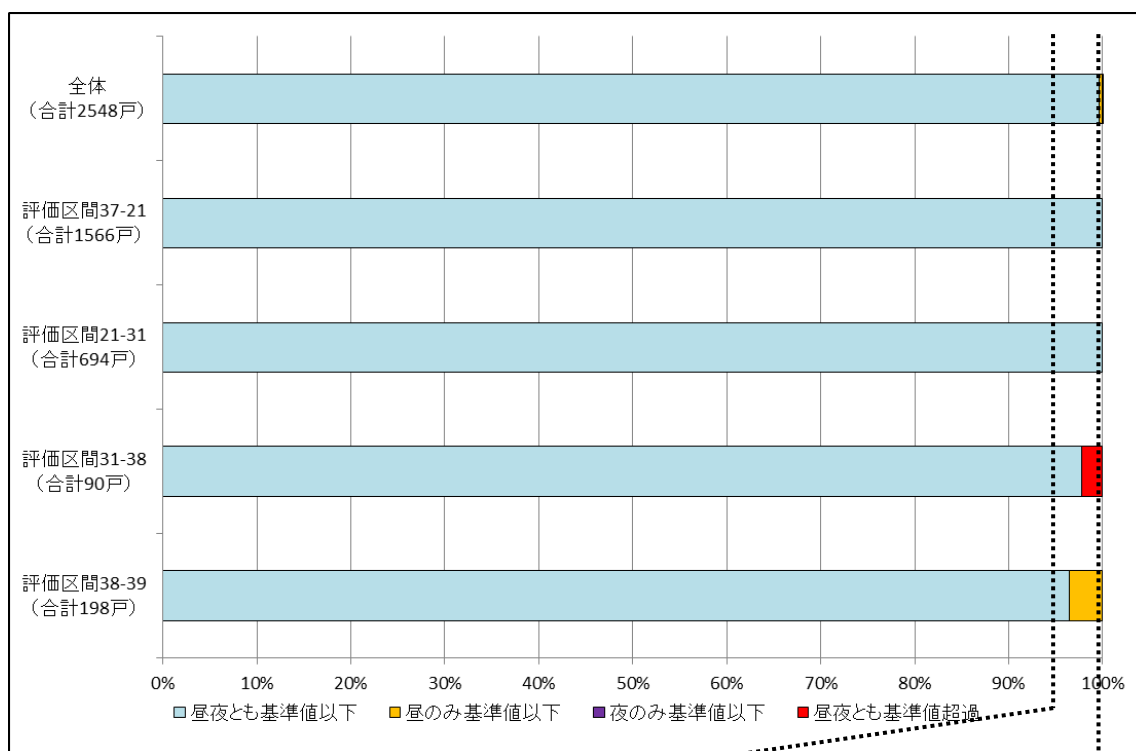 全体
（合計2548戸）
評価区間37-21
（合計1566戸）
評価区間21-31
（合計694戸）
評価区間31-38
（合計90戸）
評価区間38-39
（合計198戸）
0% 10% 20% 30% 40% 50% 60% 70% 80% 90% 100%
昼夜とも基準値以下 昼のみ基準値以下 夜のみ基準値以下 昼夜とも基準値超過